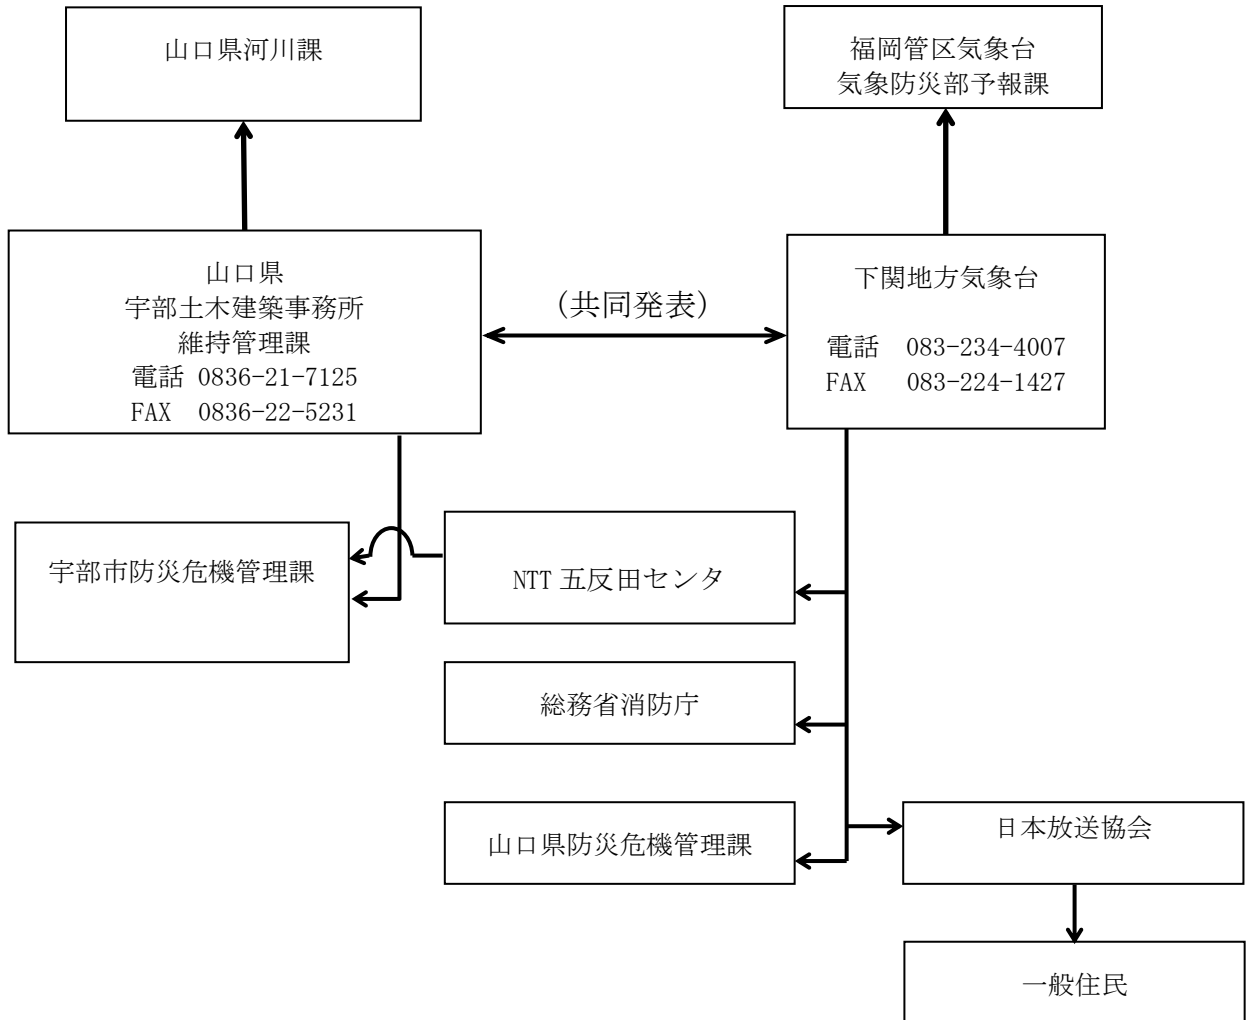 山口県河川課
福岡管区気象台
気象防災部予報課
山口県
宇部土木建築事務所
維持管理課
電話 0836-21-7125
FAX 0836-22-5231
(共同発表)
下関地方気象台
電話 083-234-4007
FAX 083-224-1427
宇部市防災危機管理課
NTT 五反田センタ
総務省消防庁
山口県防災危機管理課
日本放送協会
一般住民